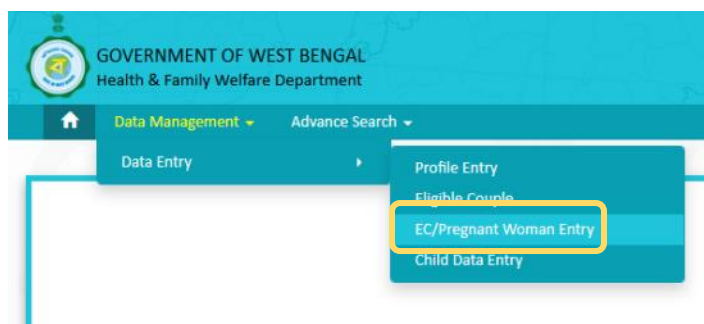 GOVERNMENT OF WEST BENGAL
Health & Family Welfare Department
Data Management
Advance Search
Data Entry
Profile Entry
Eligible Couple
EC/Pregnant Woman Entry
Child Data Entry